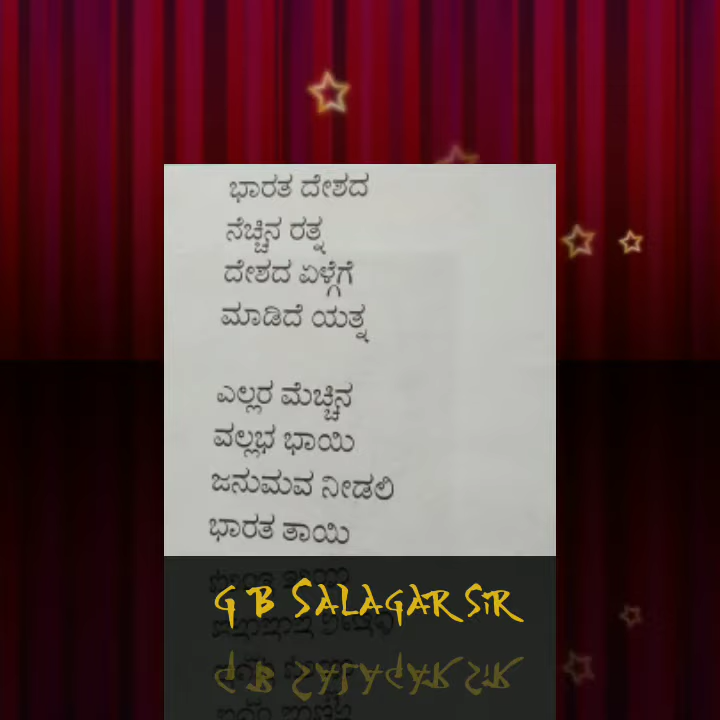 ಭಾರತ ದೇಶದ
ನೆಚ್ಚಿನ ರತ್ನ
ದೇಶದ ಏಳ್ಗೆಗೆ
ಮಾಡಿದೆ ಯತ್ನ
ಎಲ್ಲರ ಮೆಚ್ಚಿನ
ವಲ್ಲಭ ಭಾಯಿ
ಜನುಮವ ನೀಡಲಿ
ಭಾರತ ತಾಯಿ
G B SALAGAR SIR